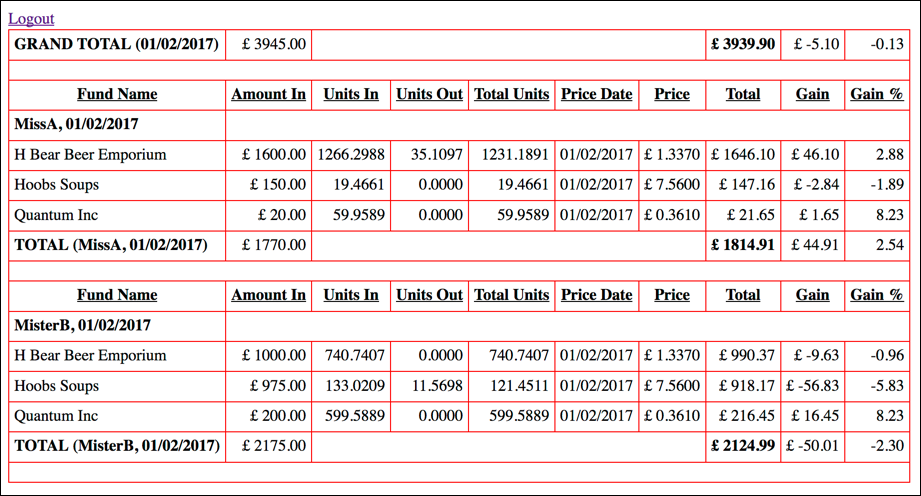 Logout
GRAND TOTAL (01/02/2017) £ 3945.00 £ 3939.90 £ -5.10 -0.13
Fund Name Amount In Units In Units Out Total Units Price Date Price Total Gain Gain %
MissA, 01/02/2017
H Bear Beer Emporium £ 1600.00 1266.2988 35.1097 1231.1891 01/02/2017 £ 1.3370 £ 1646.10 £ 46.10 2.88
Hoobs Soups £ 150.00 19.4661 0.0000 19.4661 01/02/2017 £ 7.5600 £ 147.16 £ -2.84 -1.89
Quantum Inc £ 20.00 59.9589 0.0000 59.9589 01/02/2017 £ 0.3610 £ 21.65 £ 1.65 8.23
TOTAL (MissA, 01/02/2017) £ 1770.00 £ 1814.91 £ 44.91 2.54
Fund Name Amount In Units In Units Out Total Units Price Date Price Total Gain Gain %
MisterB, 01/02/2017
H Bear Beer Emporium £ 1000.00 740.7407 0.0000 740.7407 01/02/2017 £ 1.3370 £ 990.37 £ -9.63 -0.96
Hoobs Soups £ 975.00 133.0209 11.5698 121.4511 01/02/2017 £ 7.5600 £ 918.17 £ -56.83 -5.83
Quantum Inc £ 200.00 599.5889 0.0000 599.5889 01/02/2017 £ 0.3610 £ 216.45 £ 16.45 8.23
TOTAL (MisterB, 01/02/2017) £ 2175.00 £ 2124.99 £ -50.01 -2.30